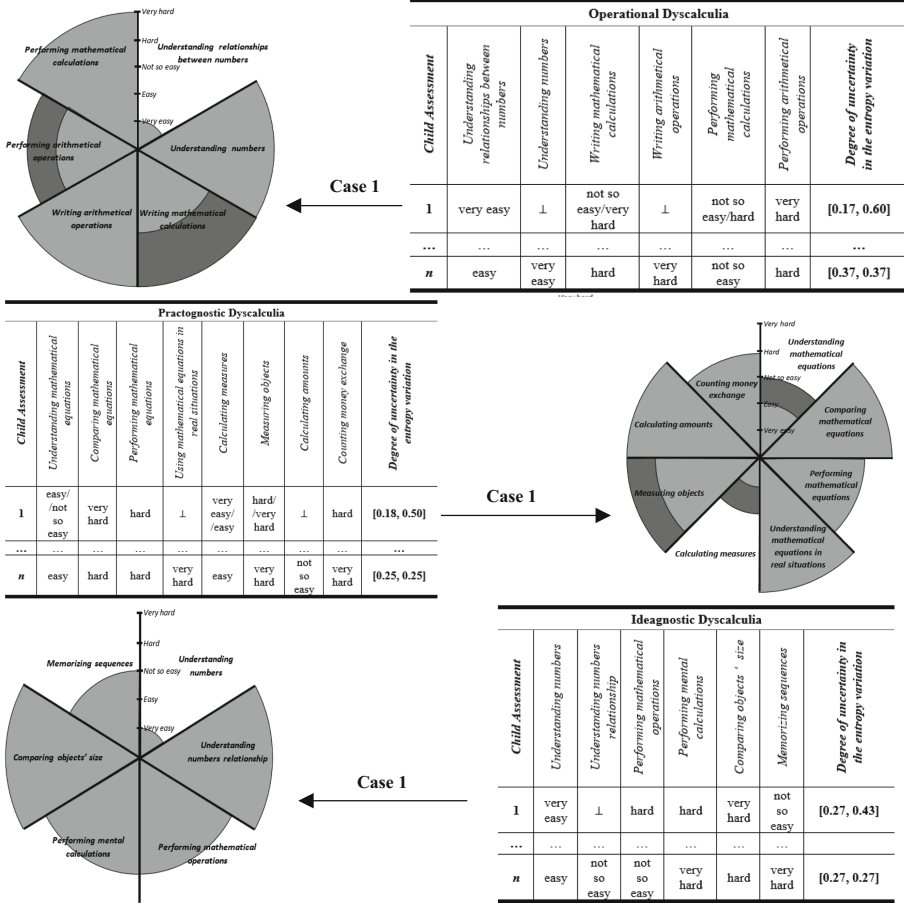 Very hard
Hard
Not so easy
Easy
Very easy
Performing mathematical
calculations
Understanding relationships
between numbers
Performing arithmetical
operations
Understanding numbers
Writing arithmetical
operations
Writing mathematical
calculations
Case 1
Operational Dyscalculia
Child Assessment
Understanding
relationships between
numbers
Understanding numbers
Writing mathematical
calculations
Writing arithmetical
operations
Performing
mathematical
calculations
Performing arithmetical
operations
Degree of uncertainty
in the entropy variation
1 very easy ⊥ not so easy/very hard ⊥ not so easy/hard very hard [0.17, 0.60]
... ... ... ... ... ... ... ...
n easy very easy hard very hard not so easy hard [0.37, 0.37]
Practognostic Dyscalculia
Child Assessment
Understanding mathematical
equations
Comparing mathematical
equations
Performing mathematical
equations
Using mathematical equations in
real situations
Calculating measures
Measuring objects
Calculating amounts
Counting money exchange
Degree of uncertainty in the
entropy variation
1 easy/ /not so easy very hard hard ⊥ very easy/ /easy hard/ /very hard ⊥ hard [0.18, 0.50]
... ... ... ... ... ... ... ... ... ...
n easy hard hard very hard easy very hard not so easy very hard [0.25, 0.25]
Case 1
Very hard
Hard
Not so easy
Easy
Very easy
Understanding
mathematical
equations
Counting money
exchange
Comparing
mathematical
equations
Calculating amounts
Performing
mathematical
equations
Measuring objects
Understanding
mathematical
equations in
real situations
Calculating measures
Very hard
Hard
Not so easy
Easy
Very easy
Memorizing sequences
Understanding
numbers
Comparing objects' size
Understanding
numbers relationship
Performing mental
calculations
Performing mathematical
operations
Case 1
Ideagnostic Dyscalculia
Child Assessment
Understanding numbers
Understanding numbers
relationship
Performing mathematical
operations
Performing mental
calculations
Comparing objects ' size
Memorizing sequences
Degree of uncertainty in
the entropy variation
1 very easy ⊥ hard hard very hard not so easy [0.27, 0.43]
... ... ... ... ... ... ... ...
n easy not so easy not so easy very hard hard very hard [0.27, 0.27]